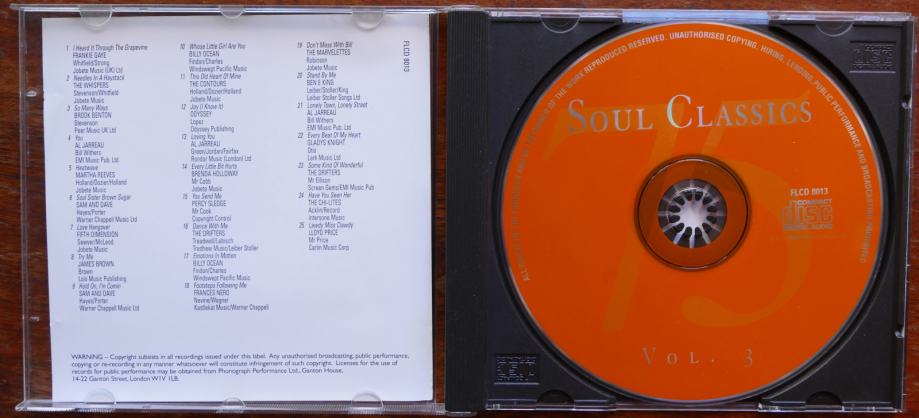 1 I Heard It Through The Grapevine
FRANKIE GAYE
Whitfield/Strong
Jobete Music (UK) Ltd
2 Needles In A Haystack
THE WHISPERS
Stevenson/Whitfield
Jobete Music
3 So Many Ways
BROOK BENTON
Stevenson
Peer Music UK Ltd
4 You
AL JARREAU
Bill Withers
EMI Music Pub. Ltd
5 Heatwave
MARTHA REEVES
Holland/Dozier/Holland
Jobete Music
6 Soul Sister Brown Sugar
SAM AND DAVE
Hayes/Porter
Warner Chappell Music Ltd
7 Love Hangover
FIFTH DIMENSION
Sawyer/McLeod
Jobete Music
8 Try Me
JAMES BROWN
Brown
Lois Music Publishing
9 Hold On, I'm Comin
SAM AND DAVE
Hayes/Porter
Warner Chappell Music Ltd
10 Whose Little Girl Are You
BILLY OCEAN
Findon/Charles
Windswept Pacific Music
11 This Old Heart Of Mine
THE CONTOURS
Holland/Dozier/Holland
Jobete Music
12 Joy (I Know It)
ODYSSEY
Lopez
Odyssey Publishing
13 Loving You
AL JARREAU
Green/Jordan/Fairfax
Rondor Music (London) Ltd
14 Every Little Bit Hurts
BRENDA HOLLOWAY
Mr Cobb
Jobete Music
15 You Send Me
PERCY SLEDGE
Mr Cook
Copyright Control
16 Dance With Me
THE DRIFTERS
Treadwell/Lebisch
Tredhew Music/Leiber Stoller
17 Emotions In Motion
BILLY OCEAN
Findon/Charles
Windswept Pacific Music
18 Footsteps Following Me
FRANCES NERO
Nevine/Wagner
Kastlekat Music/Warner Chappell
19 Don't Mess With Bill
THE MARVELETTES
Robinson
Jobete Music
20 Stand By Me
BEN E KING
Leiber/Stoller/King
Leiber Stoller Songs Ltd
21 Lonely Town, Lonely Street
AL JARREAU
Bill Withers
EMI Music Pub. Ltd
22 Every Beat Of My Heart
GLADYS KNIGHT
Otis
Lark Music Ltd
23 Some Kind Of Wonderful
THE DRIFTERS
Mr Ellison
Screen Gems/EMI Music Pub
24 Have You Seen Her
THE CHI-LITES
Acklin/Record
Intersong Music
25 Lawdy Miss Clawdy
LLOYD PRICE
Mr Price
Carlin Music Corp
FLCD 8013
WARNING – Copyright subsists in all recordings issued under this label. Any unauthorised broadcasting, public performance,
copying or re-recording in any manner whatsoever will constitute infringement of such copyright. Licenses for the use of
records for public performance may be obtained from Phonograph Performance Ltd., Ganton House,
14-22 Ganton Street, London W1V 1LB.
OF THE WORK REPRODUCED RESERVED. UNAUTHORISED COPYING, HIRING, LENDING, PUBLIC PERFORMANCE AND BROADCASTING PROHIBITED
75
SOUL CLASSICS
FLCD 8013
COMPACT
disc
DIGITAL AUDIO
VOL. 3